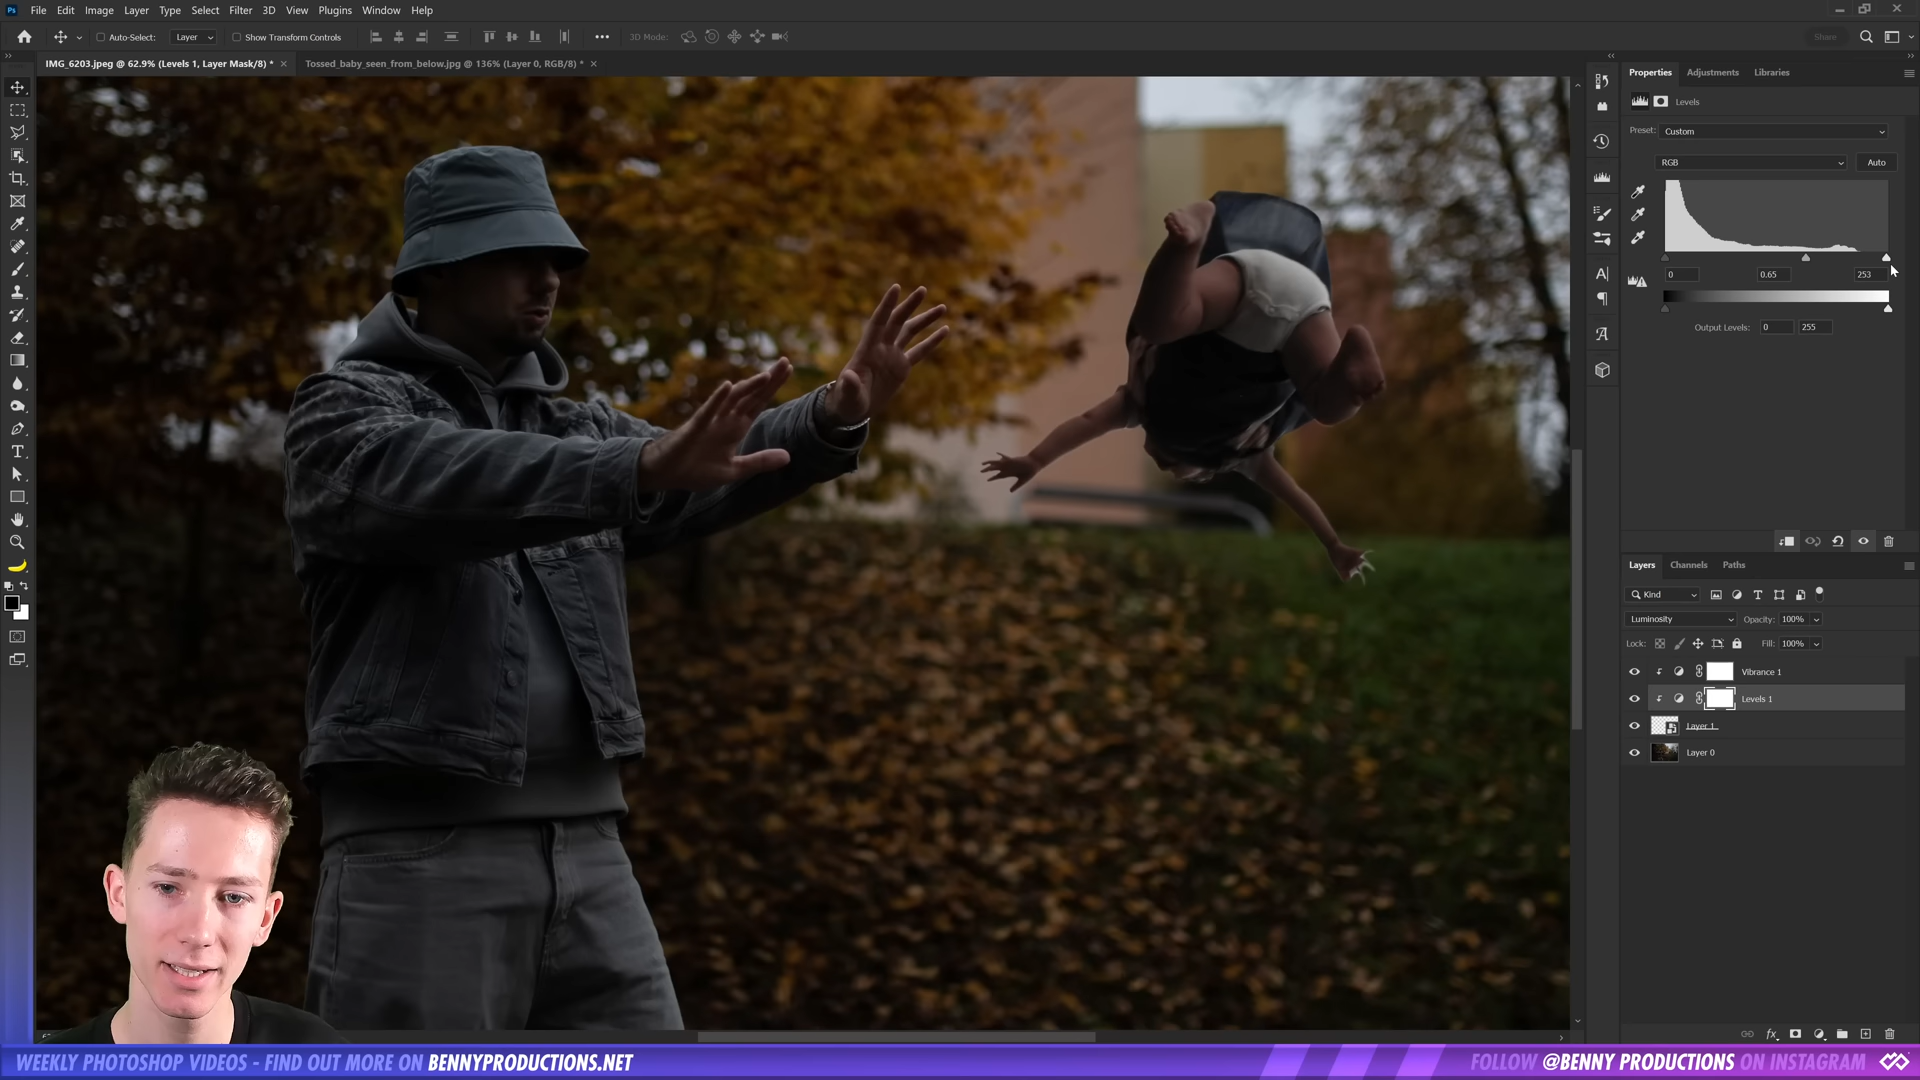 Ps File Edit Image Layer Type Select Filter 3D View Plugins Window Help
Auto-Select: Layer Show Transform Controls 3D Mode: Share
IMG_6203.jpeg @ 62.9% (Levels 1, Layer Mask/8) * Tossed_baby_seen_from_below.jpg @ 136% (Layer 0, RGB/8) *
Properties Adjustments Libraries
Levels
Preset: Custom
RGB Auto
0 0.65 253
Output Levels: 0 255
Layers Channels Paths
Kind
Luminosity Opacity: 100%
Lock: Fill: 100%
Vibrance 1
Levels 1
Layer 1
Layer 0
WEEKLY PHOTOSHOP VIDEOS - FIND OUT MORE ON BENNYPRODUCTIONS.NET
FOLLOW @BENNY PRODUCTIONS ON INSTAGRAM